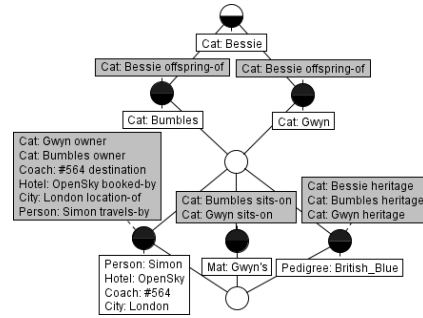 Cat: Bessie
Cat: Bessie offspring-of
Cat: Bessie offspring-of
Cat: Bumbles
Cat: Gwyn
Cat: Gwyn owner
Cat: Bumbles owner
Coach: #564 destination
Hotel: OpenSky booked-by
City: London location-of
Person: Simon travels-by
Cat: Bumbles sits-on
Cat: Gwyn sits-on
Cat: Bessie heritage
Cat: Bumbles heritage
Cat: Gwyn heritage
Person: Simon
Hotel: OpenSky
Coach: #564
City: London
Mat: Gwyn's
Pedigree: British_Blue